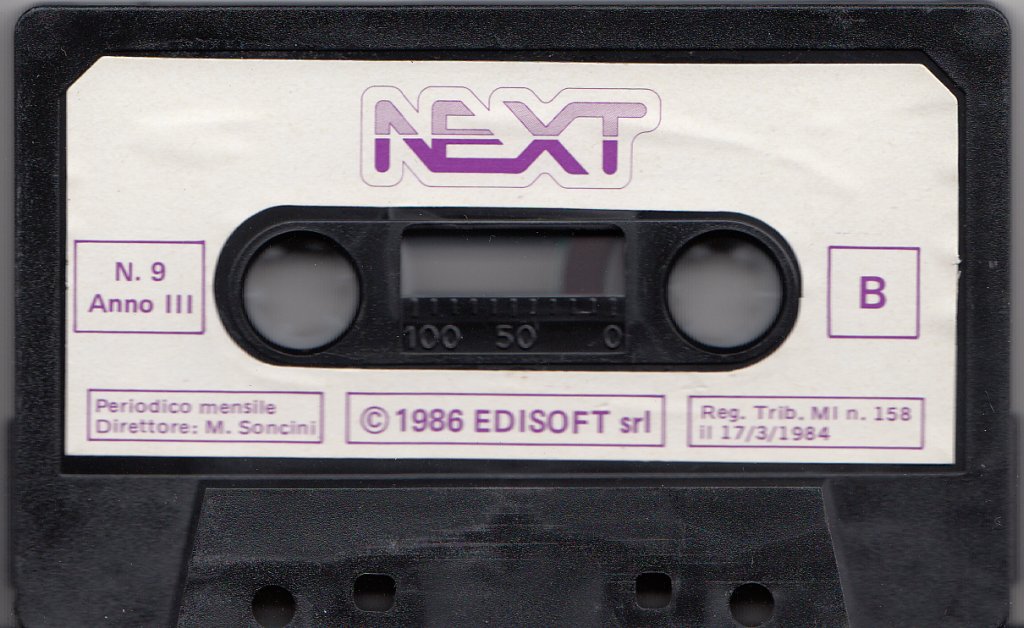 NEXT
N. 9
Anno III
B
100 50 0
Periodico mensile
Direttore: M. Soncini
© 1986 EDISOFT srl
Reg. Trib. MI n. 158
il 17/3/1984